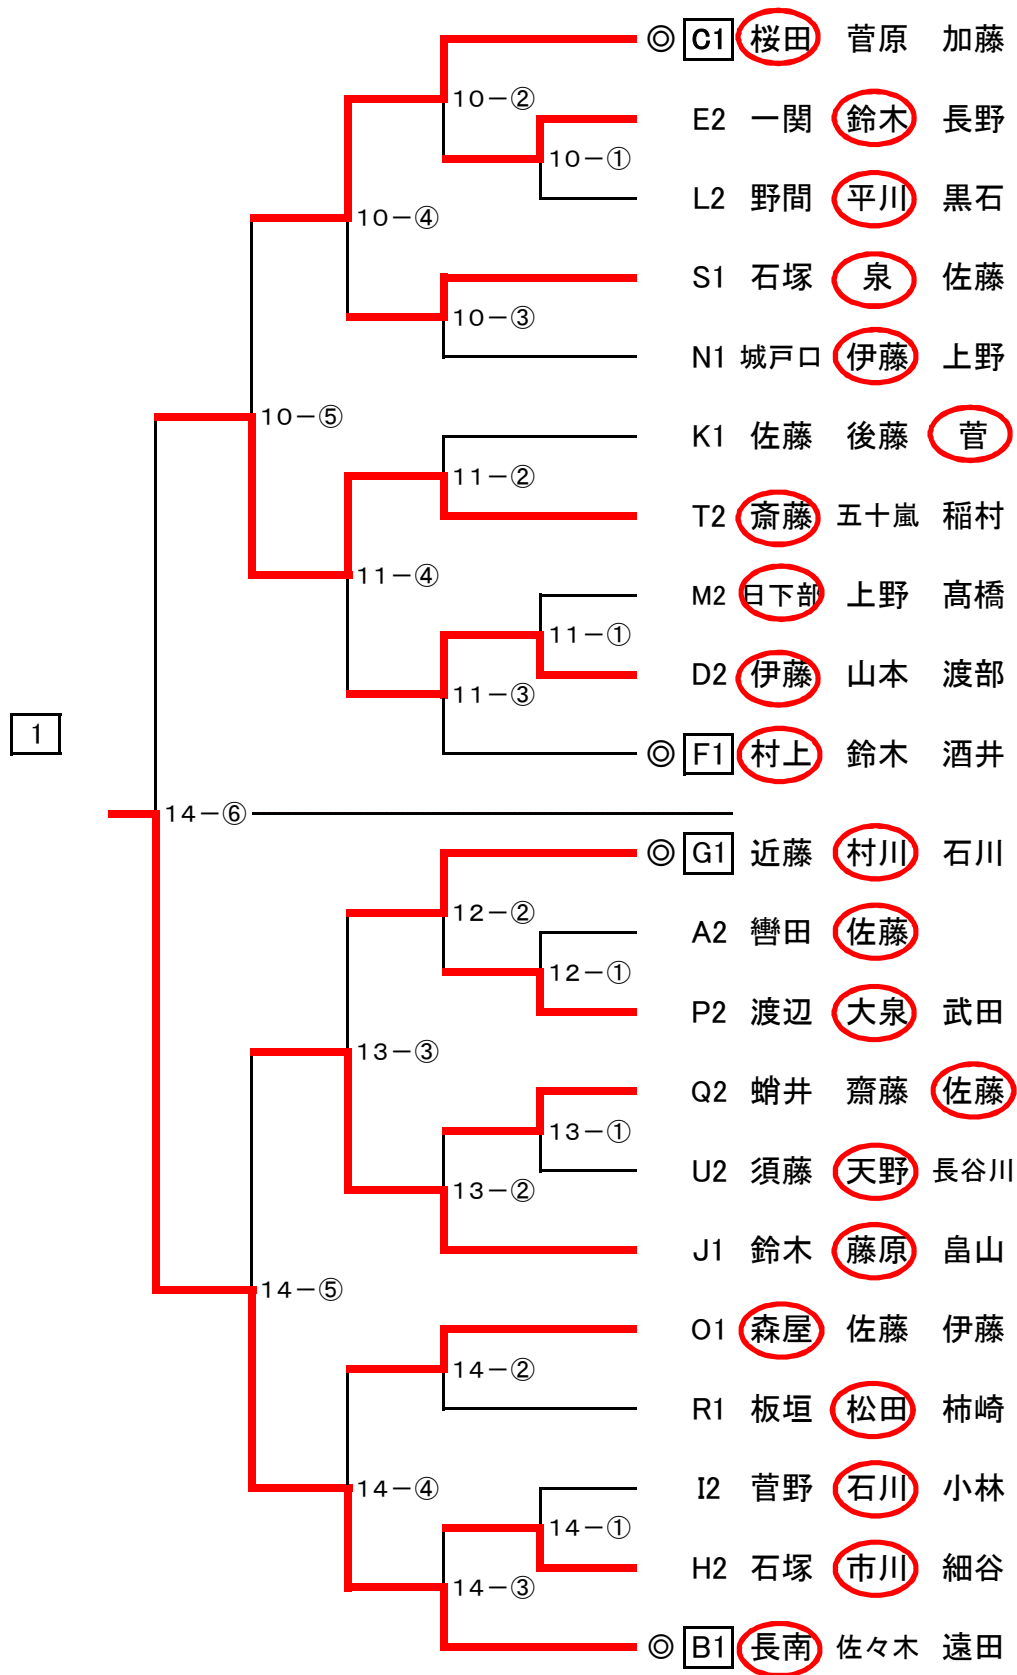 ◎ C1 桜田 菅原 加藤
10－②
E2 一関 鈴木 長野
10－①
L2 野間 平川 黒石
10－④
S1 石塚 泉 佐藤
10－③
N1 城戸口 伊藤 上野
10－⑤
K1 佐藤 後藤 菅
11－②
T2 斎藤 五十嵐 稲村
11－④
M2 日下部 上野 髙橋
11－①
D2 伊藤 山本 渡部
11－③
1
◎ F1 村上 鈴木 酒井
14－⑥
◎ G1 近藤 村川 石川
12－②
A2 轡田 佐藤
12－①
P2 渡辺 大泉 武田
13－③
Q2 蛸井 齋藤 佐藤
13－①
U2 須藤 天野 長谷川
13－②
J1 鈴木 藤原 畠山
14－⑤
O1 森屋 佐藤 伊藤
14－②
R1 板垣 松田 柿崎
14－④
I2 菅野 石川 小林
14－①
H2 石塚 市川 細谷
14－③
◎ B1 長南 佐々木 遠田